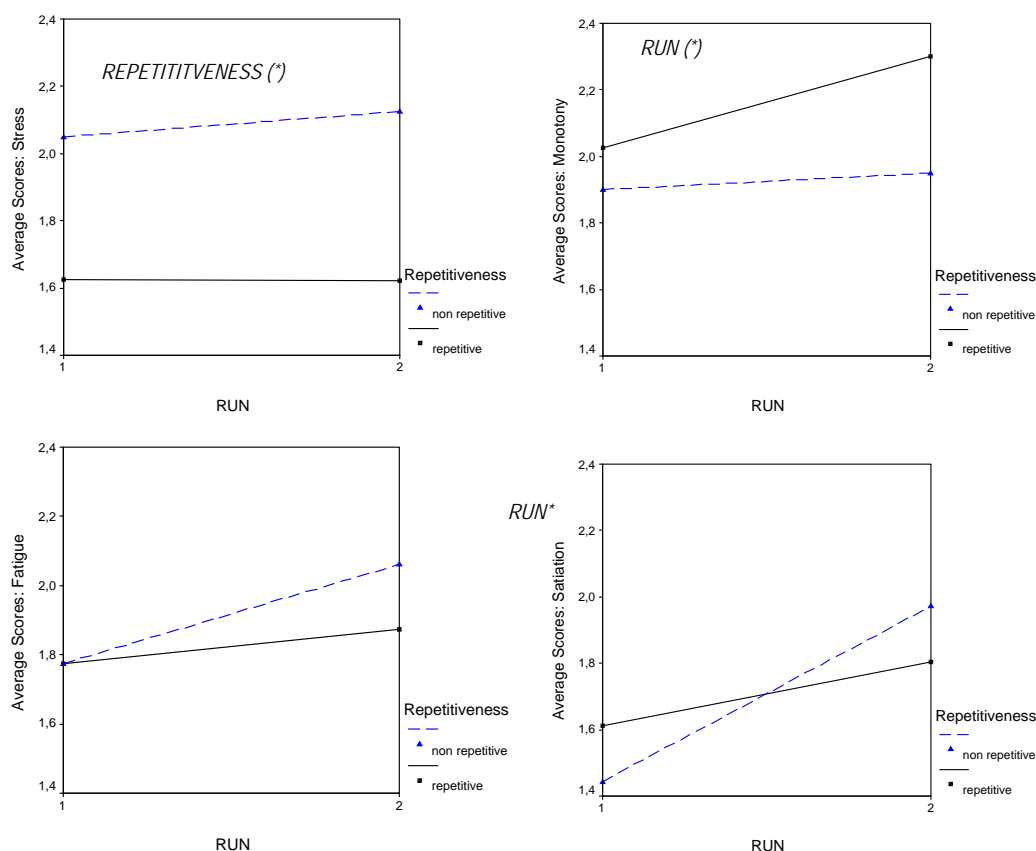 REPETITITVENESS (*)
Average Scores: Stress
2,4
2,2
2,0
1,8
1,6
1,4
1
2
RUN
Repetitiveness
non repetitive
repetitive
RUN (*)
Average Scores: Monotony
2,4
2,2
2,0
1,8
1,6
1,4
1
2
RUN
Repetitiveness
non repetitive
repetitive
Average Scores: Fatigue
2,4
2,2
2,0
1,8
1,6
1,4
1
2
RUN
Repetitiveness
non repetitive
repetitive
RUN*
Average Scores: Satiation
2,4
2,2
2,0
1,8
1,6
1,4
1
2
RUN
Repetitiveness
non repetitive
repetitive